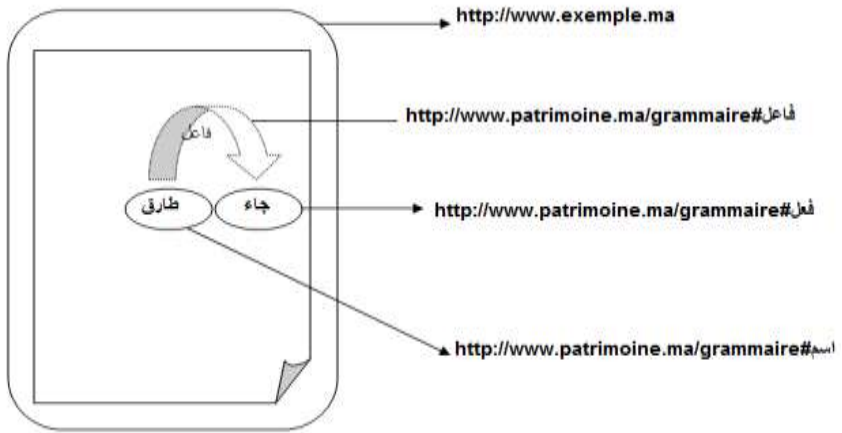 http://www.exemple.ma
فاعل
http://www.patrimoine.ma/grammaire#فاعل
جاء طارق
http://www.patrimoine.ma/grammaire#فعل
http://www.patrimoine.ma/grammaire#اسم